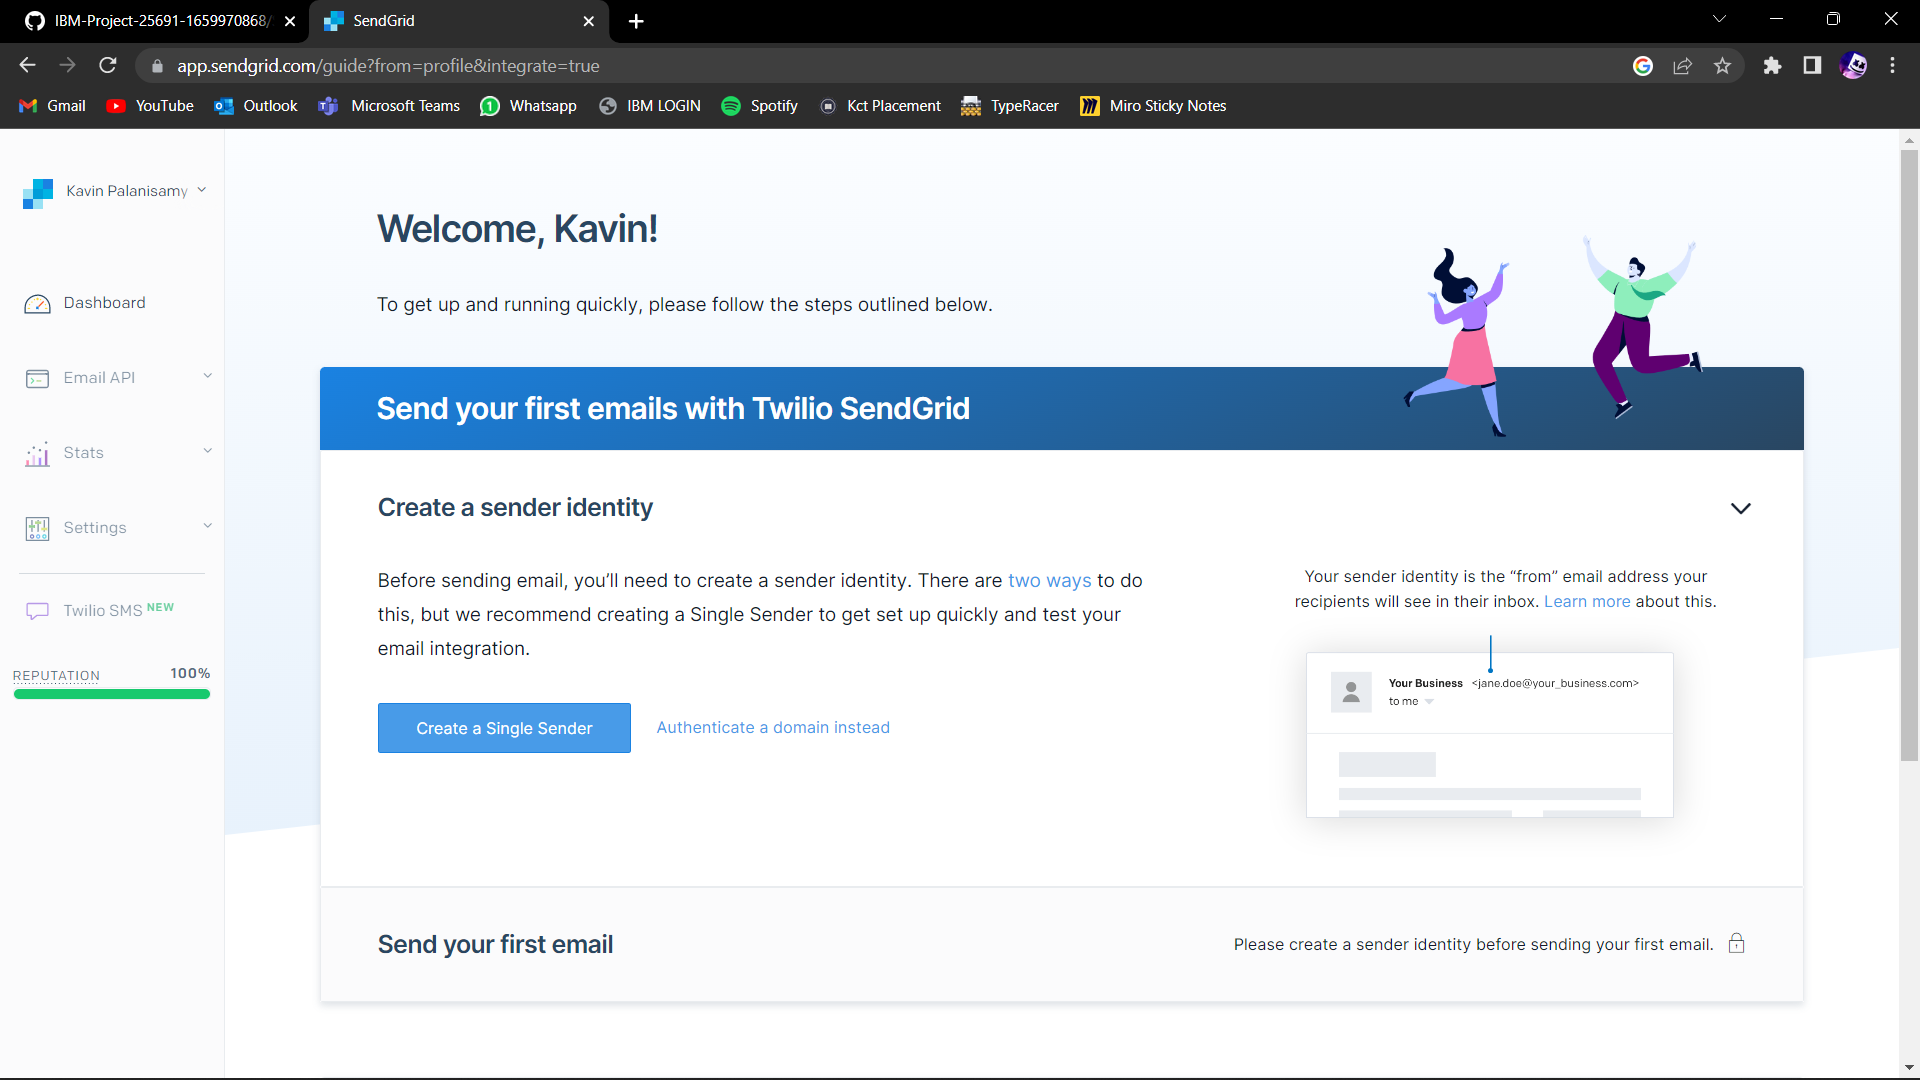 IBM-Project-25691-1659970868/
SendGrid
app.sendgrid.com/guide?from=profile&integrate=true
Gmail
YouTube
Outlook
Microsoft Teams
Whatsapp
IBM LOGIN
Spotify
Kct Placement
TypeRacer
Miro Sticky Notes
Kavin Palanisamy
Dashboard
Email API
Stats
Settings
Twilio SMS NEW
REPUTATION 100%
Welcome, Kavin!
To get up and running quickly, please follow the steps outlined below.
Send your first emails with Twilio SendGrid
Create a sender identity
Before sending email, you’ll need to create a sender identity. There are two ways to do
this, but we recommend creating a Single Sender to get set up quickly and test your
email integration.
Create a Single Sender
Authenticate a domain instead
Your sender identity is the “from” email address your
recipients will see in their inbox. Learn more about this.
Your Business <jane.doe@your_business.com>
to me
Send your first email
Please create a sender identity before sending your first email.